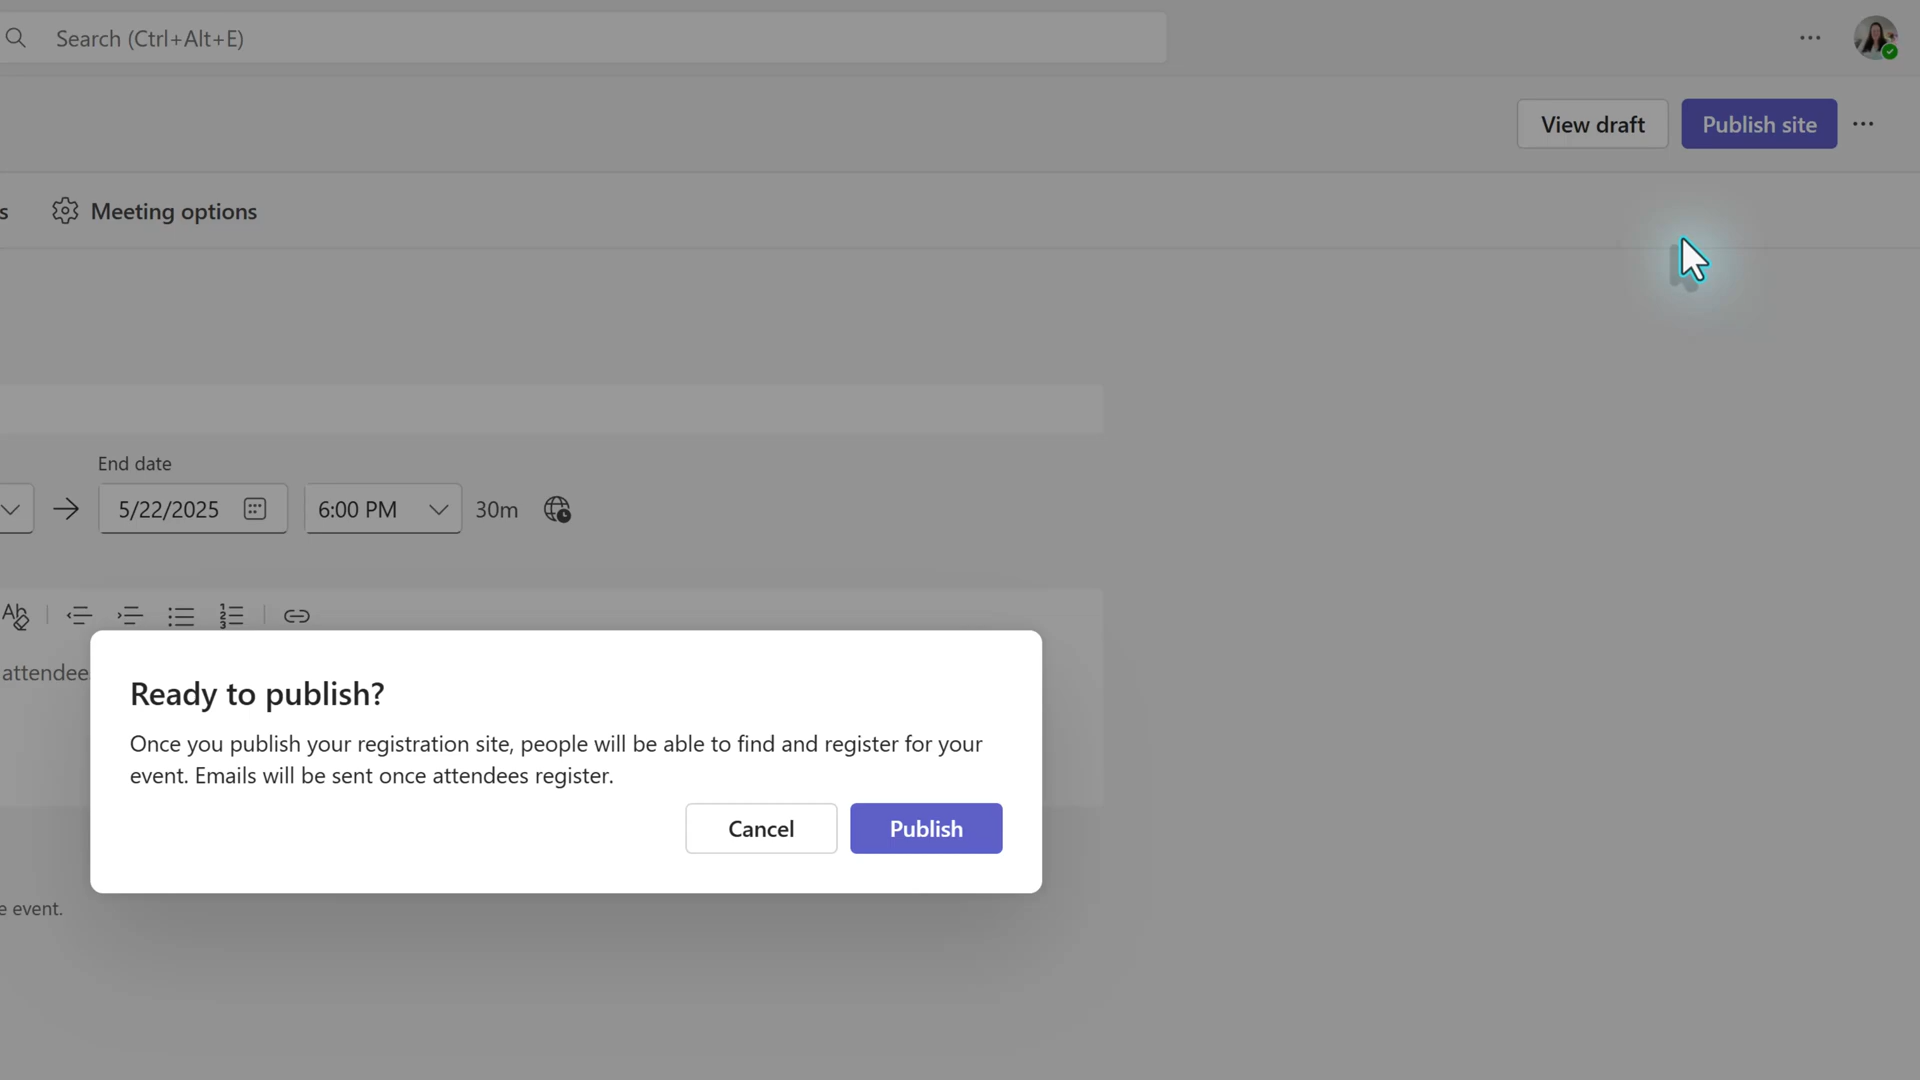 Search (Ctrl+Alt+E)
View draft
Publish site
s
Meeting options
End date
5/22/2025
6:00 PM
30m
attendee
Ready to publish?
Once you publish your registration site, people will be able to find and register for your
event. Emails will be sent once attendees register.
Cancel
Publish
e event.